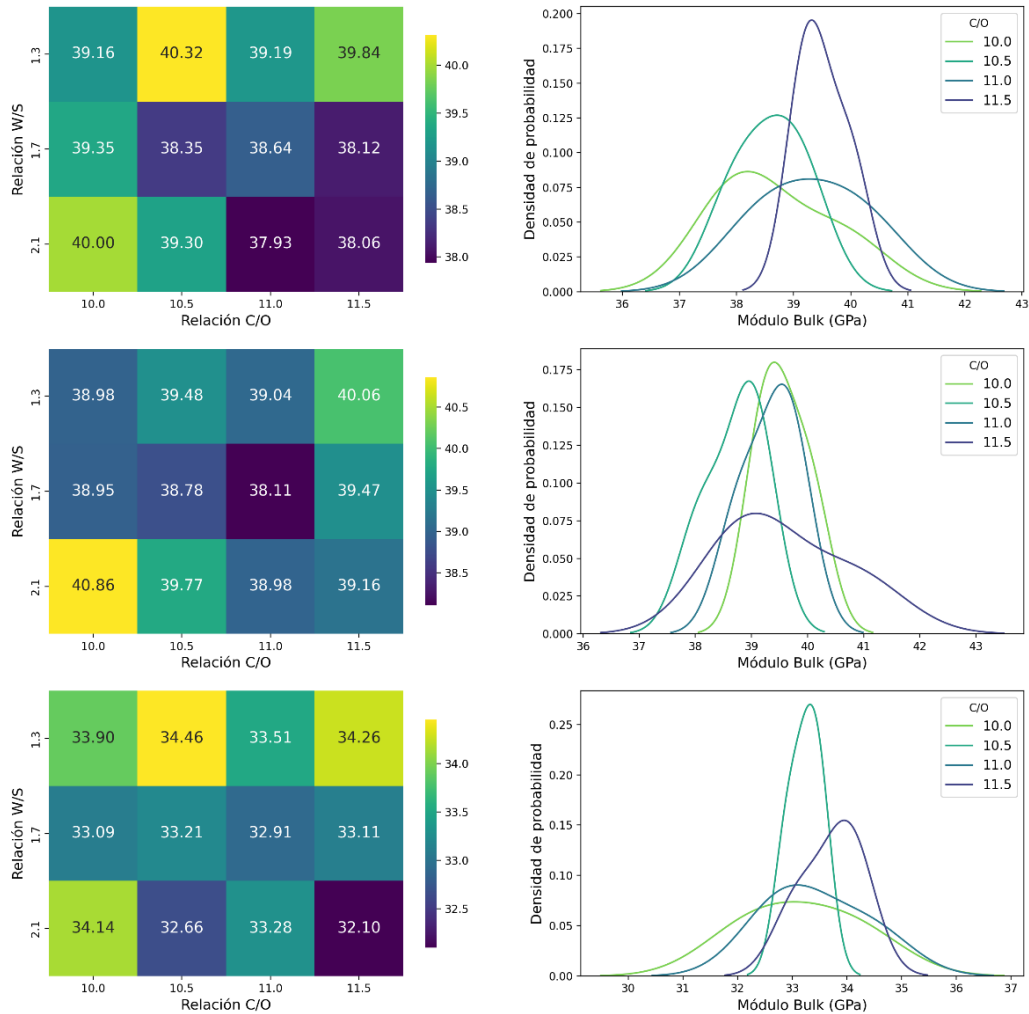 1.3 39.16 40.32 39.19 39.84
1.7 39.35 38.35 38.64 38.12
2.1 40.00 39.30 37.93 38.06
10.0 10.5 11.0 11.5
Relación C/O
Relación W/S
40.0
39.5
39.0
38.5
38.0
0.200
0.175
0.150
0.125
0.100
0.075
0.050
0.025
0.000
Densidad de probabilidad
36 37 38 39 40 41 42 43
Módulo Bulk (GPa)
C/O
10.0
10.5
11.0
11.5
1.3 38.98 39.48 39.04 40.06
1.7 38.95 38.78 38.11 39.47
2.1 40.86 39.77 38.98 39.16
10.0 10.5 11.0 11.5
Relación C/O
Relación W/S
40.5
40.0
39.5
39.0
38.5
0.175
0.150
0.125
0.100
0.075
0.050
0.025
0.000
Densidad de probabilidad
36 37 38 39 40 41 42 43
Módulo Bulk (GPa)
C/O
10.0
10.5
11.0
11.5
1.3 33.90 34.46 33.51 34.26
1.7 33.09 33.21 32.91 33.11
2.1 34.14 32.66 33.28 32.10
10.0 10.5 11.0 11.5
Relación C/O
Relación W/S
34.0
33.5
33.0
32.5
0.25
0.20
0.15
0.10
0.05
0.00
Densidad de probabilidad
30 31 32 33 34 35 36 37
Módulo Bulk (GPa)
C/O
10.0
10.5
11.0
11.5